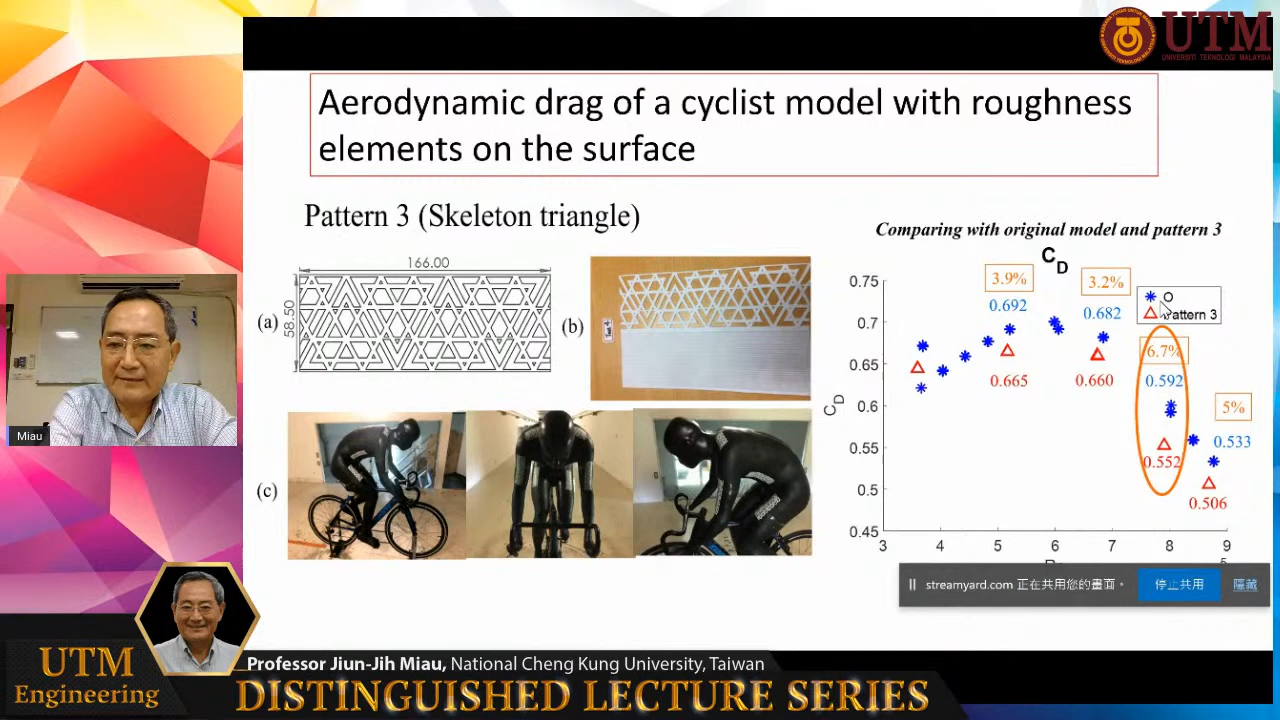 UTM
UNIVERSITI TEKNOLOGI MALAYSIA
Aerodynamic drag of a cyclist model with roughness
elements on the surface
Pattern 3 (Skeleton triangle)
Comparing with original model and pattern 3
(a)
166.00
58.50
(b)
(c)
C_D
C_D
0.75
0.7
0.65
0.6
0.55
0.5
0.45
3
4
5
6
7
8
9
3.9%
0.692
0.665
3.2%
0.682
0.660
O
Pattern 3
6.7%
0.592
0.552
5%
0.533
0.506
streamyard.com 正在共用您的畫面。
停止共用
隱藏
Miau
UTM
Engineering
Professor Jiun-Jih Miau, National Cheng Kung University, Taiwan
DISTINGUISHED LECTURE SERIES